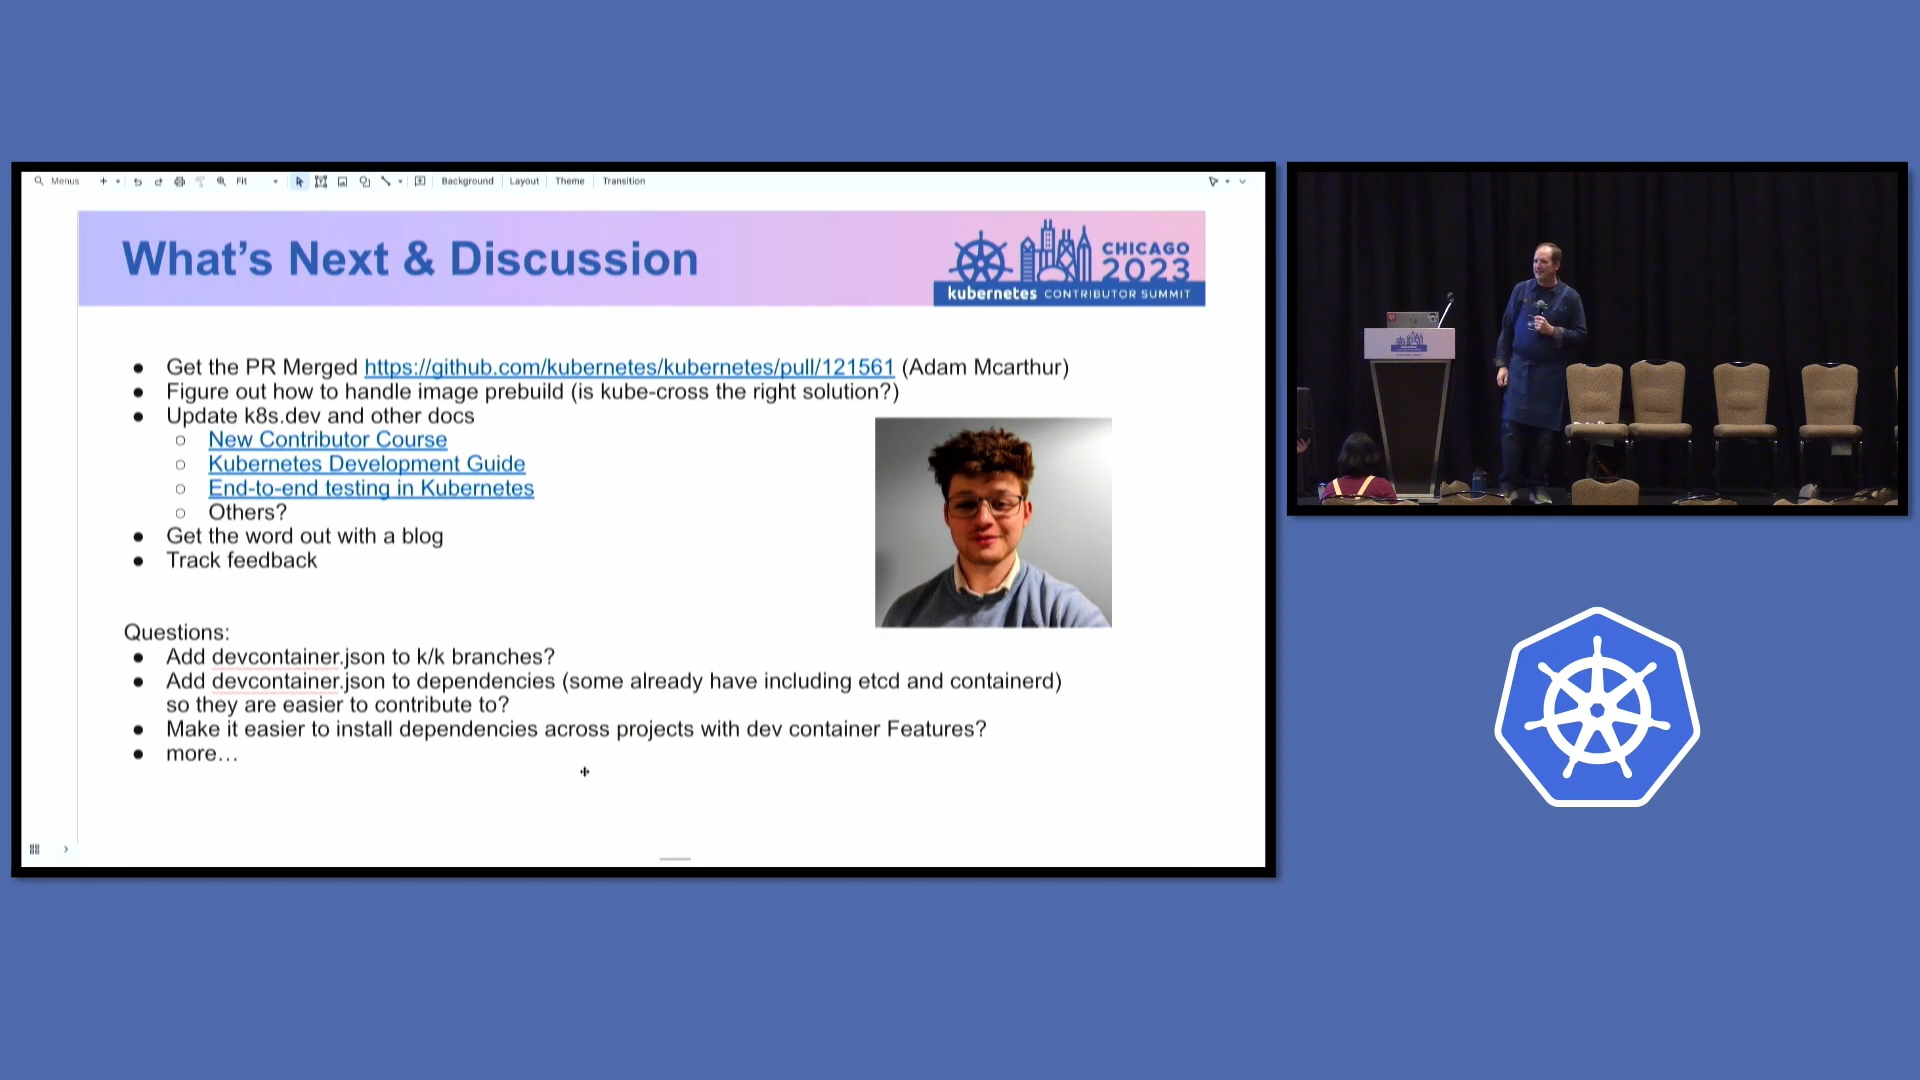 Menus
Fit
Background
Layout
Theme
Transition
What's Next & Discussion
CHICAGO
2023
kubernetes CONTRIBUTOR SUMMIT
● Get the PR Merged https://github.com/kubernetes/kubernetes/pull/121561 (Adam Mcarthur)
● Figure out how to handle image prebuild (is kube-cross the right solution?)
● Update k8s.dev and other docs
○ New Contributor Course
○ Kubernetes Development Guide
○ End-to-end testing in Kubernetes
○ Others?
● Get the word out with a blog
● Track feedback
Questions:
● Add devcontainer.json to k/k branches?
● Add devcontainer.json to dependencies (some already have including etcd and containerd)
so they are easier to contribute to?
● Make it easier to install dependencies across projects with dev container Features?
● more…